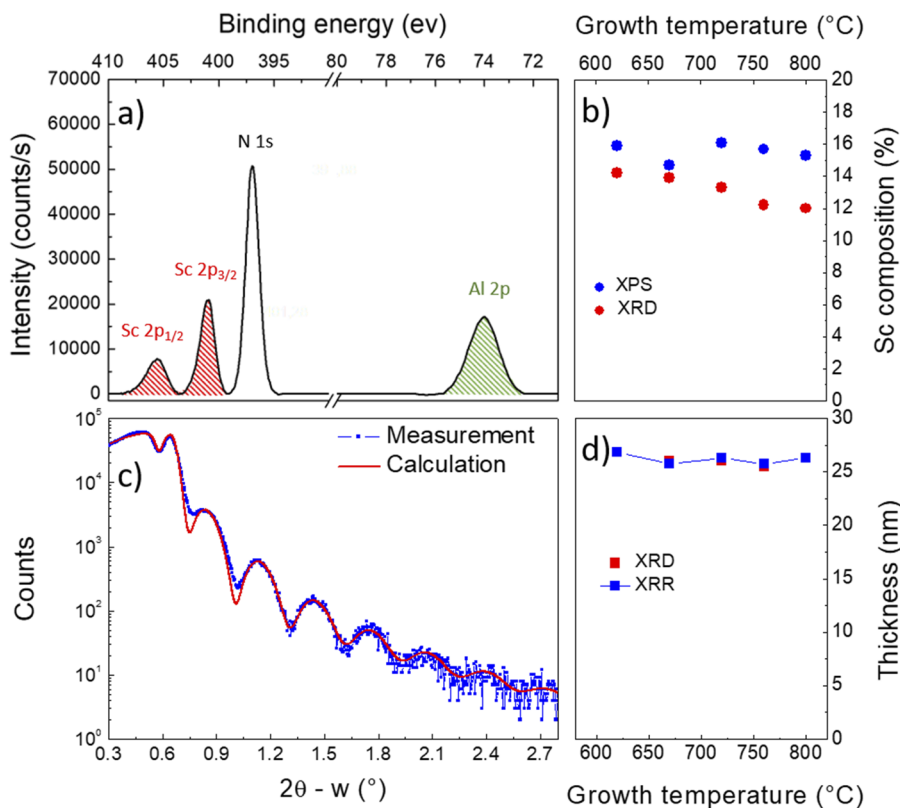 Binding energy (ev)
410 405 400 395 80 78 76 74 72
Intensity (counts/s)
70000
60000
50000
40000
30000
20000
10000
0
a)
N 1s
Sc 2p3/2
Sc 2p1/2
Al 2p
Growth temperature (°C)
600 650 700 750 800
b)
XPS
XRD
20
18
16
14
12
10
8
6
4
2
0
Sc composition (%)
10^5
10^4
10^3
10^2
10^1
10^0
Counts
c)
Measurement
Calculation
0.3 0.6 0.9 1.2 1.5 1.8 2.1 2.4 2.7
2θ - w (°)
d)
XRD
XRR
30
25
20
15
10
5
0
Thickness (nm)
600 650 700 750 800
Growth temperature (°C)